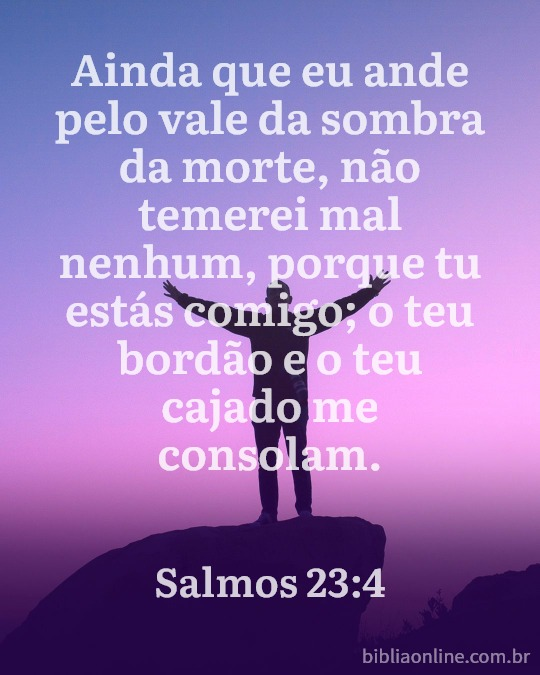 Ainda que eu ande
pelo vale da sombra
da morte, não
temerei mal
nenhum, porque tu
estás comigo; o teu
bordão e o teu
cajado me
consolam.
Salmos 23:4
bibliaonline.com.br